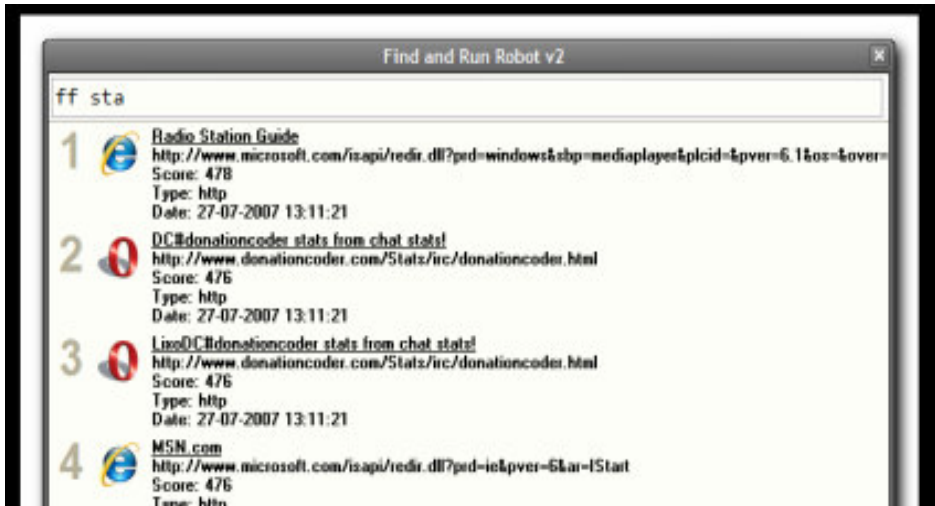 Find and Run Robot v2
ff sta
1
Radio Station Guide
http://www.microsoft.com/isapi/redir.dll?prd=windows&sbp=mediaplayer&plcid=&pver=6.1&os=&over=
Score: 478
Type: http
Date: 27-07-2007 13:11:21
2
DC#donationcoder stats from chat stats!
http://www.donationcoder.com/Stats/irc/donationcoder.html
Score: 476
Type: http
Date: 27-07-2007 13:11:21
3
LixoDC#donationcoder stats from chat stats!
http://www.donationcoder.com/Stats/irc/donationcoder.html
Score: 476
Type: http
Date: 27-07-2007 13:11:21
4
MSN.com
http://www.microsoft.com/isapi/redir.dll?prd=ie&pver=6&ar=IStart
Score: 476
Type: http